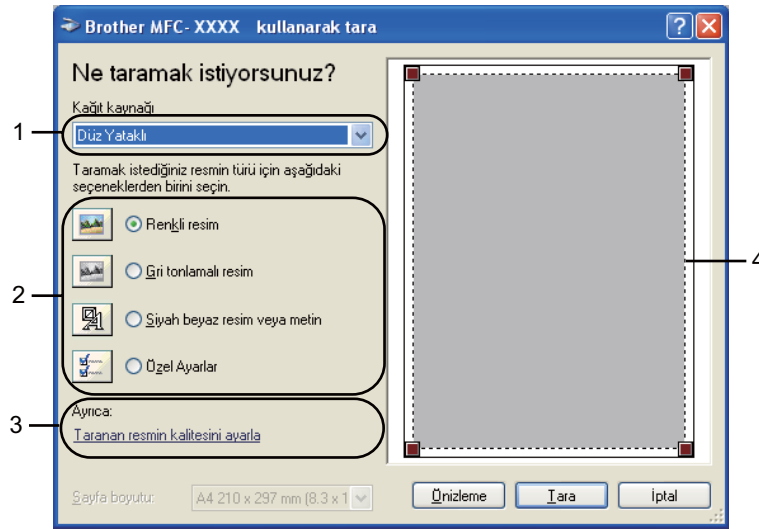 Brother MFC- XXXX kullanarak tara
Ne taramak istiyorsunuz?
Kağıt kaynağı
1
Düz Yataklı
Taramak istediğiniz resmin türü için aşağıdaki
seçeneklerden birini seçin.
Renkli resim
Gri tonlamalı resim
2
Siyah beyaz resim veya metin
Özel Ayarlar
Ayrıca:
3
Taranan resmin kalitesini ayarla
Sayfa boyutu:
A4 210 x 297 mm (8.3 x 1
4
Önizleme
Tara
İptal